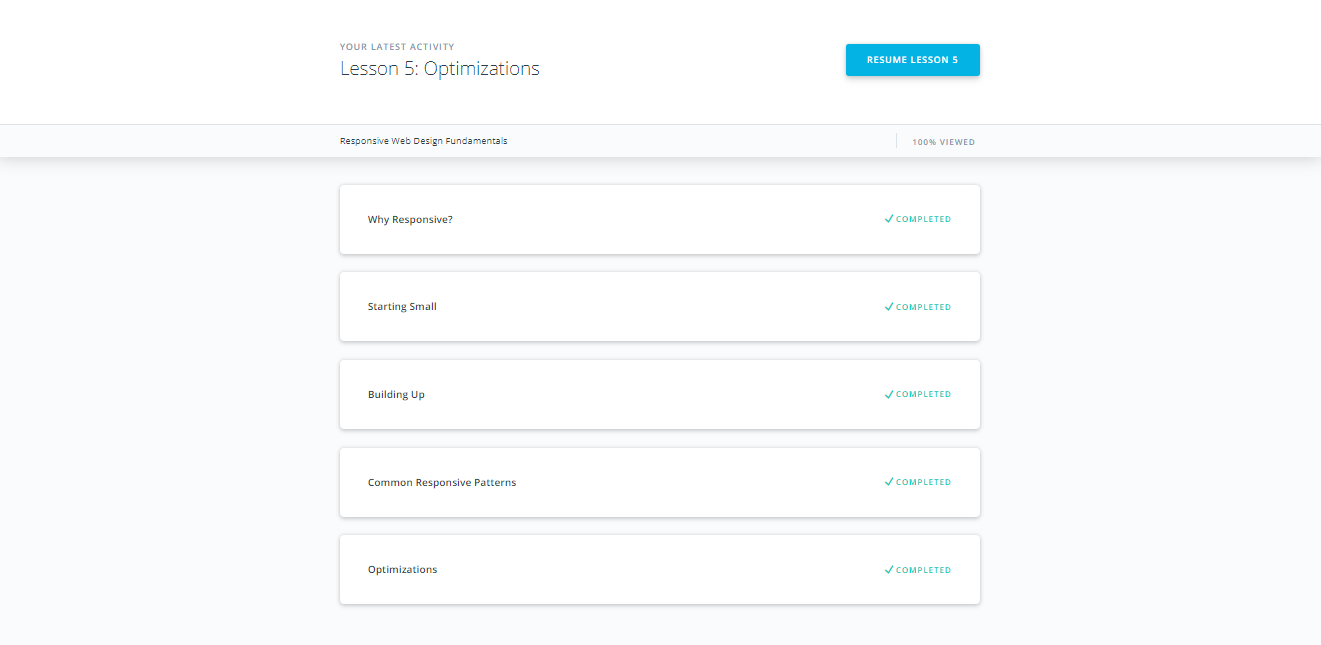 YOUR LATEST ACTIVITY
Lesson 5: Optimizations
RESUME LESSON 5
Responsive Web Design Fundamentals
100% VIEWED
Why Responsive?
COMPLETED
Starting Small
COMPLETED
Building Up
COMPLETED
Common Responsive Patterns
COMPLETED
Optimizations
COMPLETED